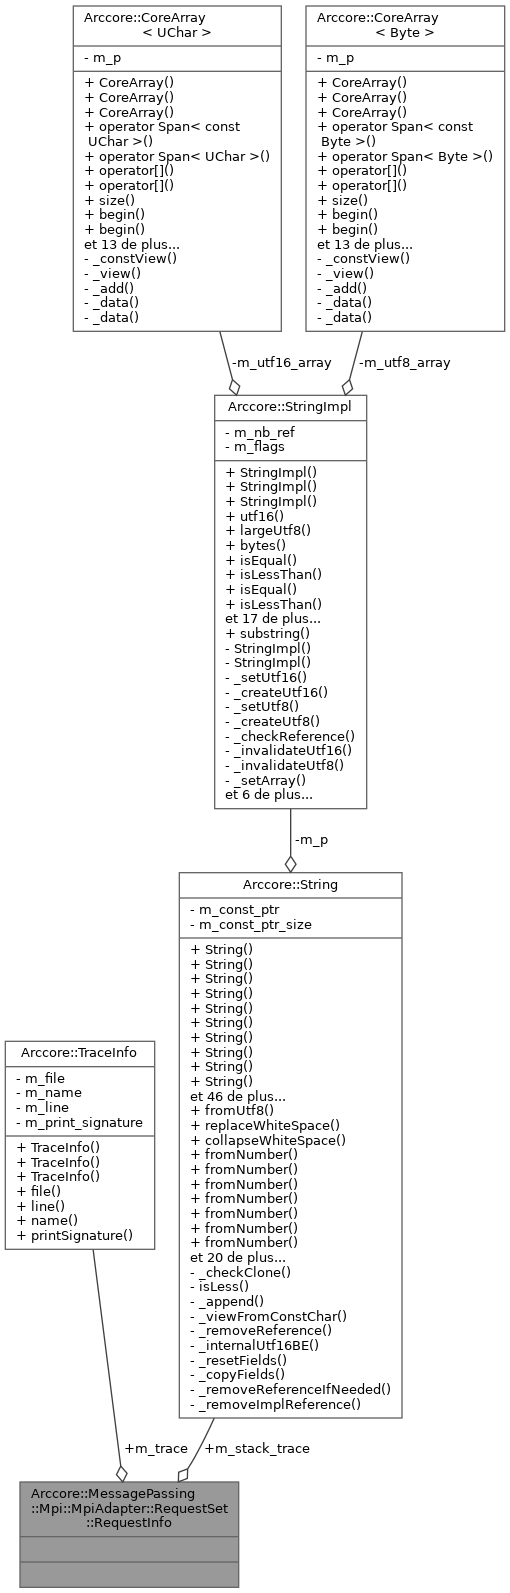 Arccore::CoreArray
< UChar >
- m_p
+ CoreArray()
+ CoreArray()
+ CoreArray()
+ operator Span< const
UChar >()
+ operator Span< UChar >()
+ operator[]()
+ operator[]()
+ size()
+ begin()
+ begin()
et 13 de plus...
- _constView()
- _view()
- _add()
- _data()
- _data()
Arccore::CoreArray
< Byte >
- m_p
+ CoreArray()
+ CoreArray()
+ CoreArray()
+ operator Span< const
Byte >()
+ operator Span< Byte >()
+ operator[]()
+ operator[]()
+ size()
+ begin()
+ begin()
et 13 de plus...
- _constView()
- _view()
- _add()
- _data()
- _data()
-m_utf16_array
-m_utf8_array
Arccore::StringImpl
- m_nb_ref
- m_flags
+ StringImpl()
+ StringImpl()
+ StringImpl()
+ utf16()
+ largeUtf8()
+ bytes()
+ isEqual()
+ isLessThan()
+ isEqual()
+ isLessThan()
et 17 de plus...
+ substring()
- StringImpl()
- StringImpl()
- _setUtf16()
- _createUtf16()
- _setUtf8()
- _createUtf8()
- _checkReference()
- _invalidateUtf16()
- _invalidateUtf8()
- _setArray()
et 6 de plus...
-m_p
Arccore::String
- m_const_ptr
- m_const_ptr_size
+ String()
+ String()
+ String()
+ String()
+ String()
+ String()
+ String()
+ String()
+ String()
+ String()
et 46 de plus...
+ fromUtf8()
+ replaceWhiteSpace()
+ collapseWhiteSpace()
+ fromNumber()
+ fromNumber()
+ fromNumber()
+ fromNumber()
+ fromNumber()
+ fromNumber()
+ fromNumber()
et 20 de plus...
- _checkClone()
- isLess()
- _append()
- _viewFromConstChar()
- _removeReference()
- _internalUtf16BE()
- _resetFields()
- _copyFields()
- _removeReferenceIfNeeded()
- _removeImplReference()
Arccore::TraceInfo
- m_file
- m_name
- m_line
- m_print_signature
+ TraceInfo()
+ TraceInfo()
+ TraceInfo()
+ file()
+ line()
+ name()
+ printSignature()
+m_trace
+m_stack_trace
Arccore::MessagePassing
::Mpi::MpiAdapter::RequestSet
::RequestInfo